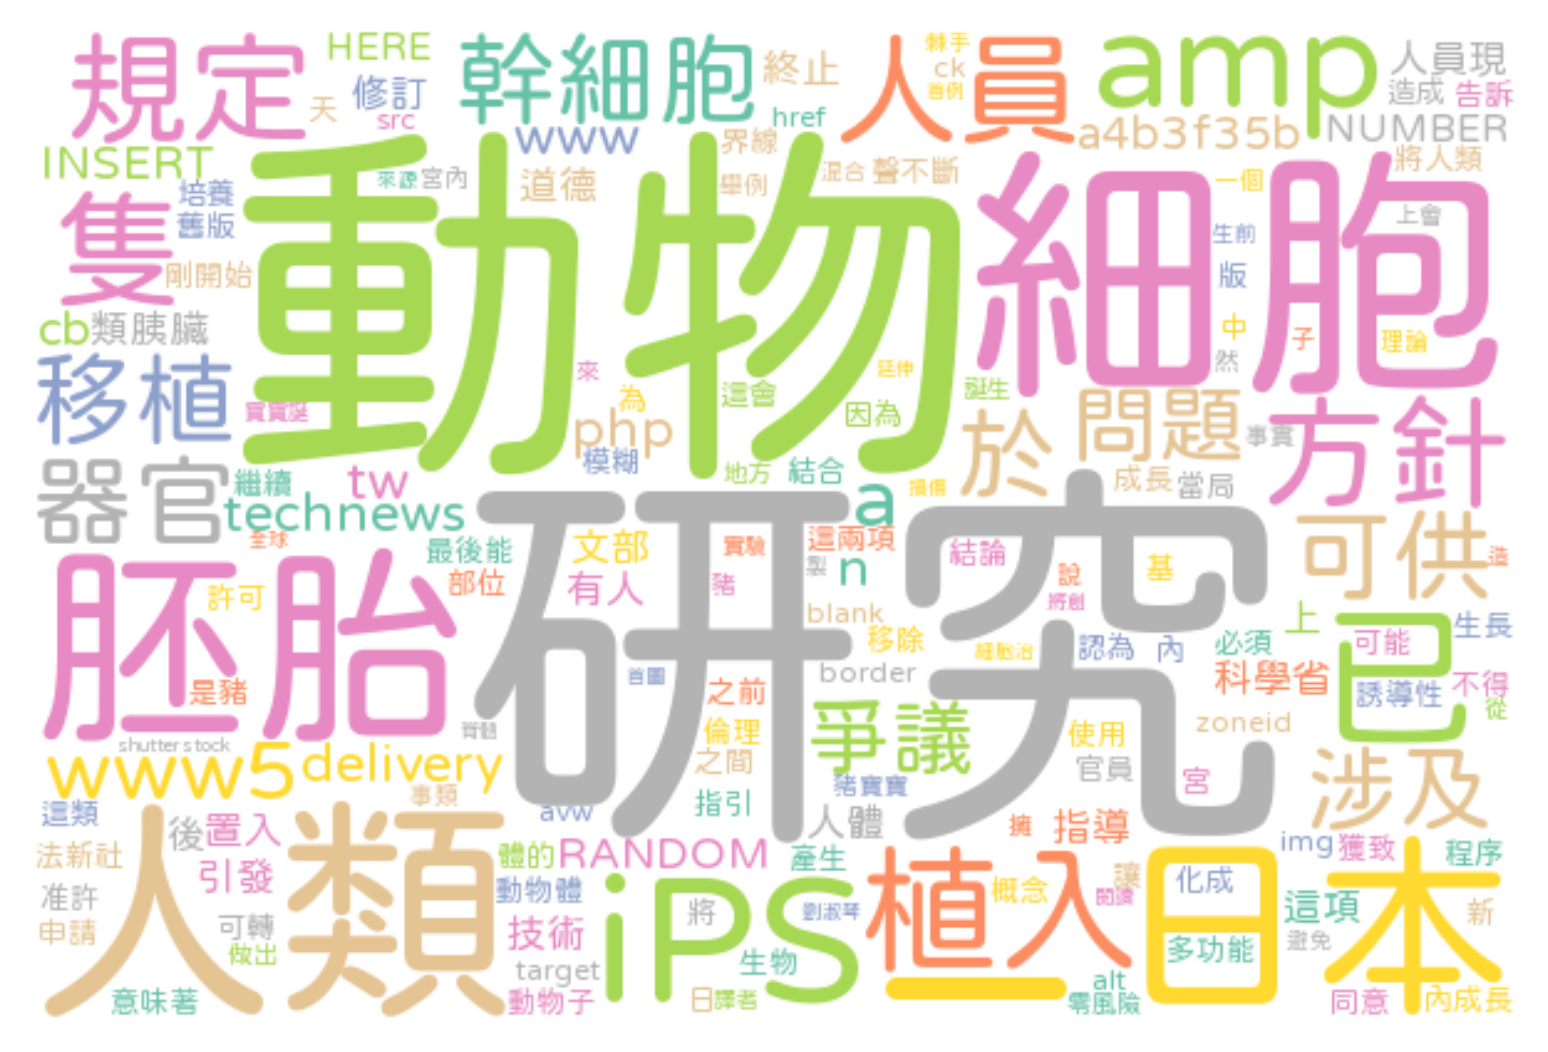 規定
HERE
幹細胞
終止
人員
棘手
ck
首例
amp
人員現
造成
告訴
天
修訂
src
www
href
界線
a4b3f35b
NUMBER
INSERT
培養
舊版
來源
宮內
道德
舉例
混合
聲不斷
將人類
一個
上會
隻
剛開始
動物
細胞
生前
版
中
子
然
理論
cb
類胰臟
移植
寶寶誕
來
為
這會
延伸
因為
誕生
php
模糊
於
問題
事實
方針
器官
繼續
tw
technews
地方
結合
a
損傷
成長
當局
可供
造
全球
最後能
文部
實驗
這兩項
研究
結論
說
基
胚胎
許可
部位
有人
豬
製
n
blank
將創
移除
細胞治
認為
內
必須
上
已
可能
生長
是豬
首圖
之前
border
科學省
誘導性
不得
從
shutterstock
脊髓
倫理
爭議
使用
zoneid
www5
delivery
之間
豬寶寶
官員
宮
涉及
事類
這類
avw
指引
人體
擁
指導
後
置入
人類
法新社
引發
體的
RANDOM
產生
img
獲致
程序
准許
動物體
iPS
將
劉淑琴
植入
概念
讓
閱讀
日本
化成
這項
新
申請
可轉
做出
技術
target
生物
多功能
避免
意味著
動物子
日
譯者
一
alt
零風險
同意
內成長